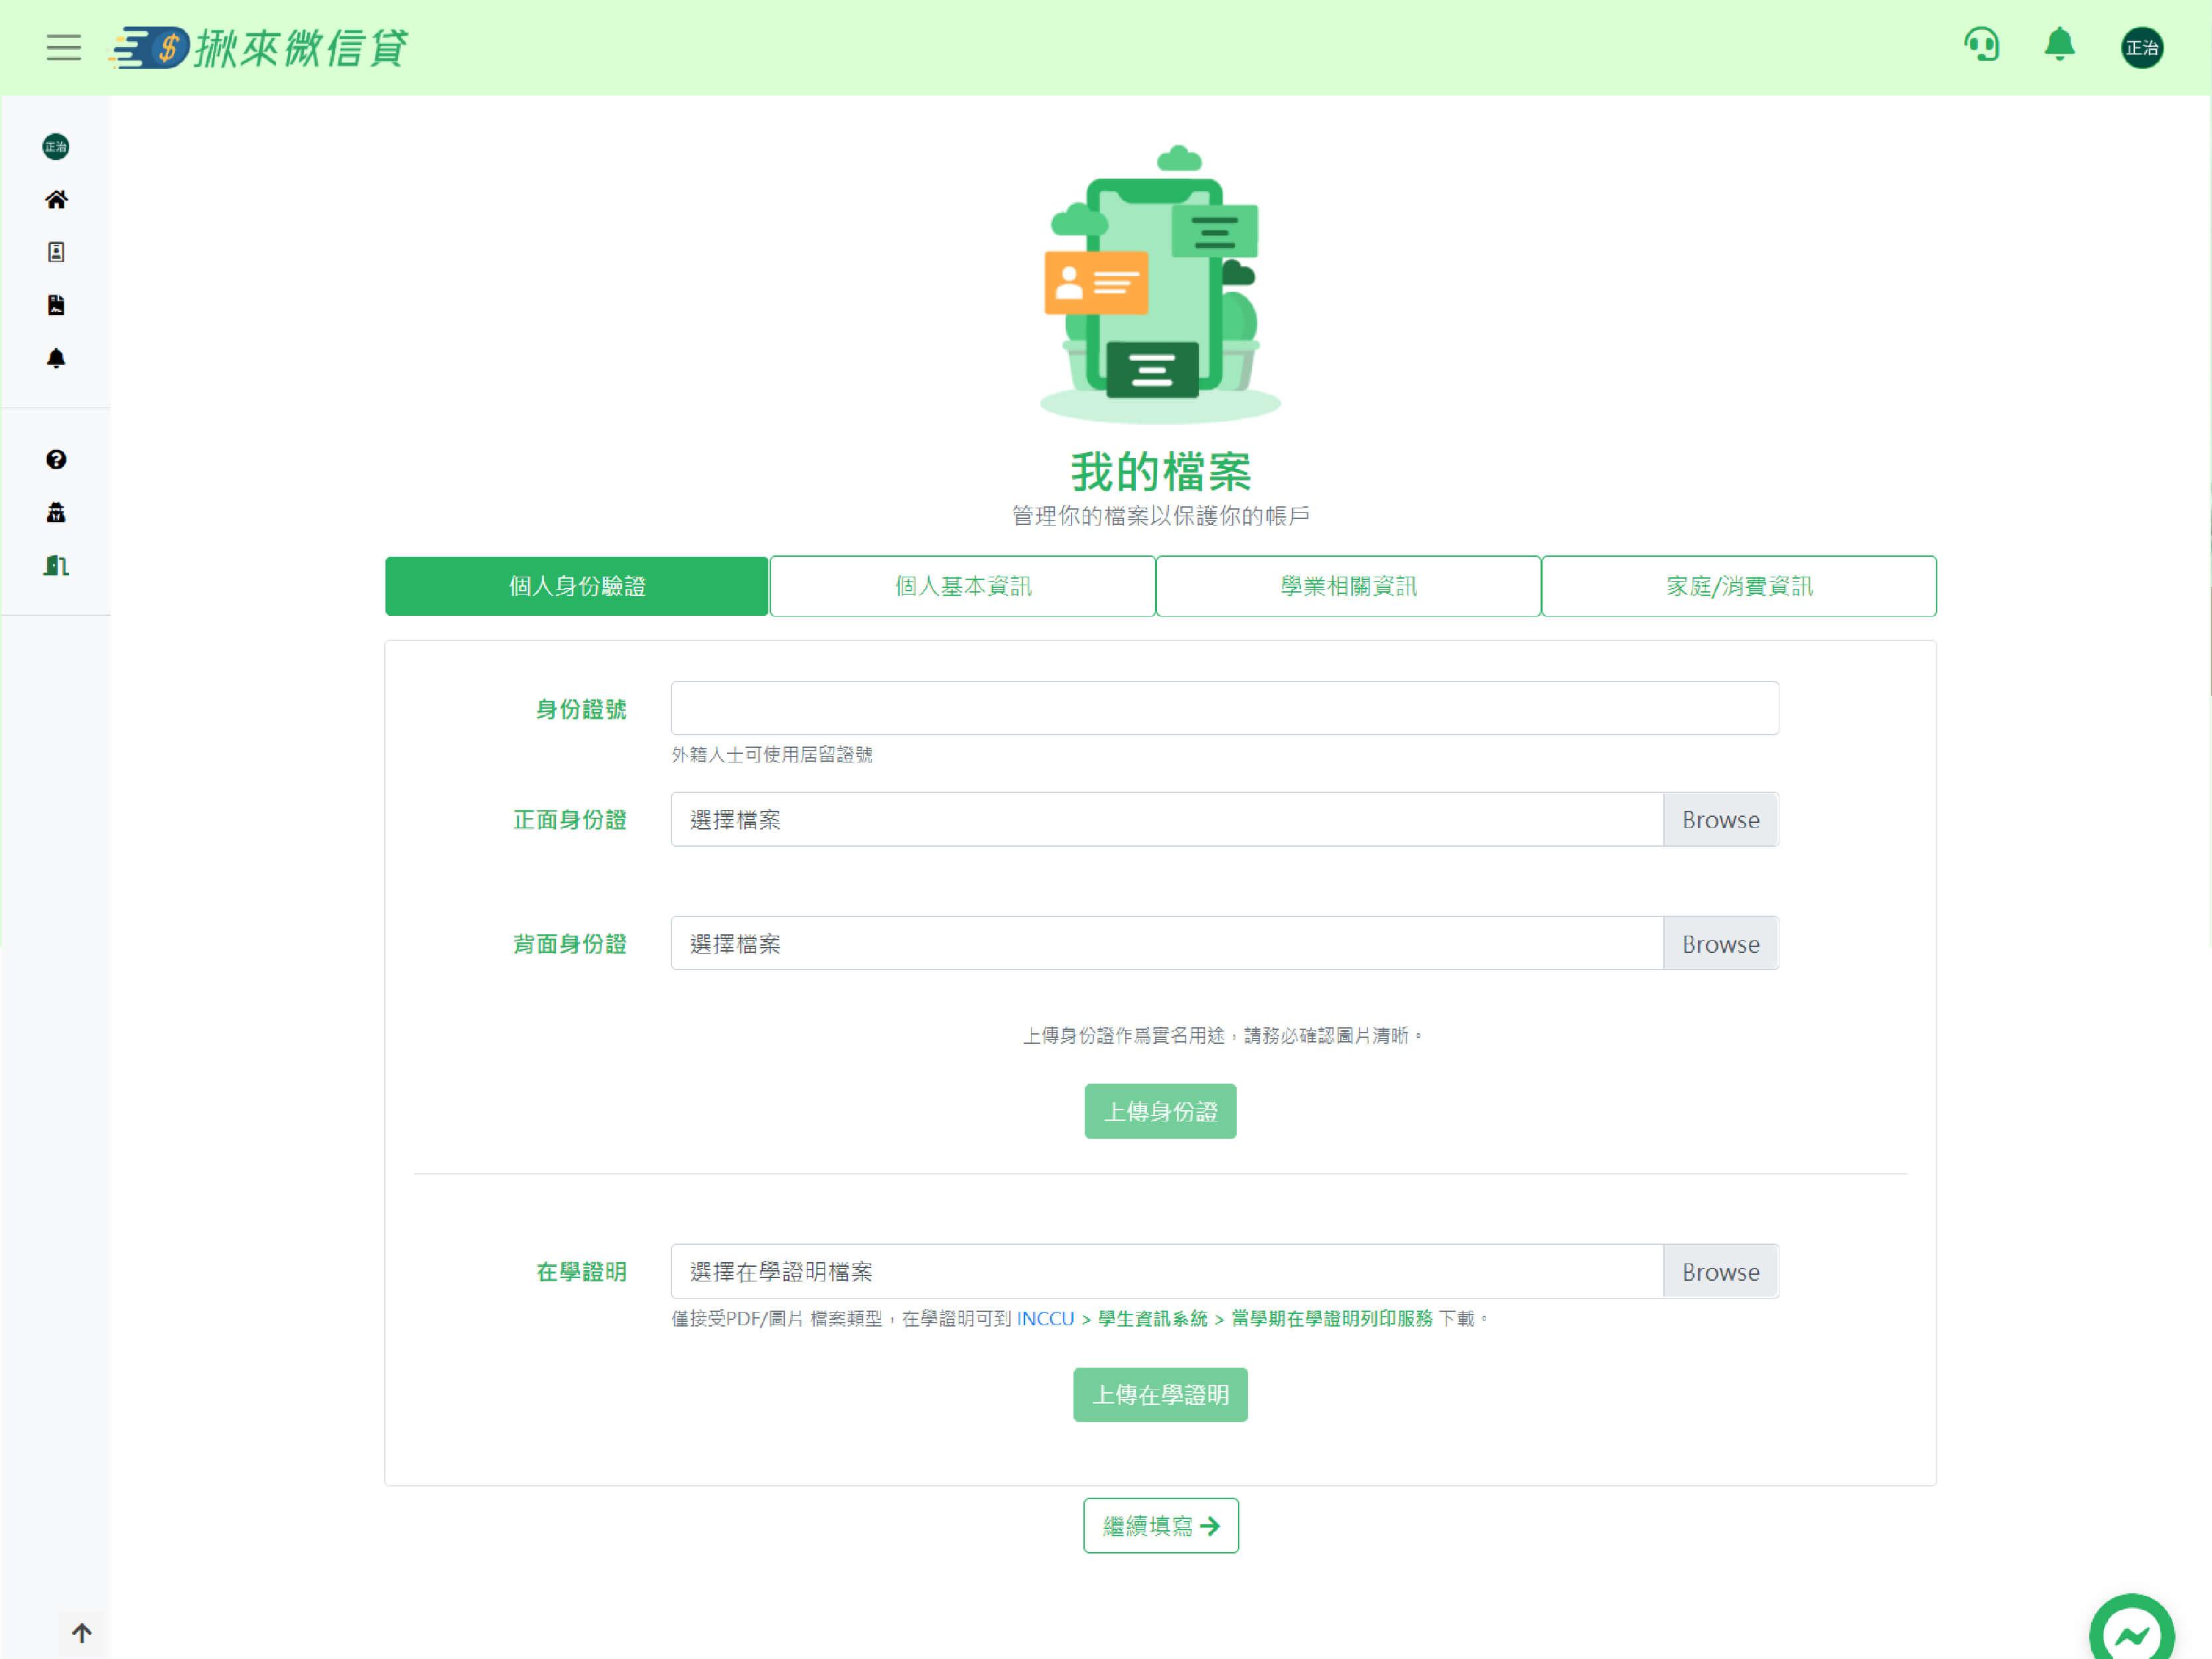 揪來微信貸
正治
正治
我的檔案
管理你的檔案以保護你的帳戶
個人身份驗證
個人基本資訊
學業相關資訊
家庭/消費資訊
身份證號
外籍人士可使用居留證號
正面身份證
選擇檔案
Browse
背面身份證
選擇檔案
Browse
上傳身份證作為實名用途，請務必確認圖片清晰。
上傳身份證
在學證明
選擇在學證明檔案
Browse
僅接受PDF/圖片 檔案類型，在學證明可到 INCCU > 學生資訊系統 > 當學期在學證明列印服務 下載。
上傳在學證明
繼續填寫